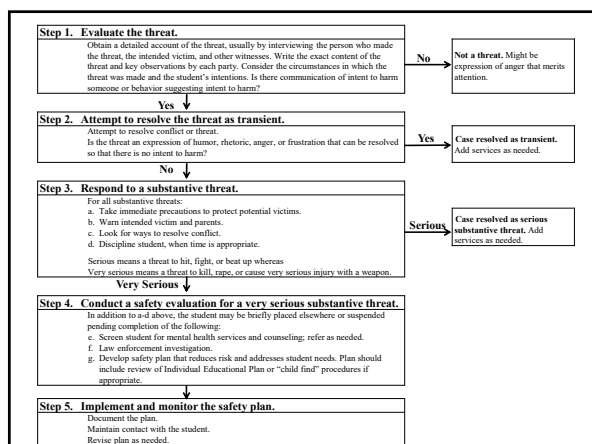 Step 1. Evaluate the threat.
Obtain a detailed account of the threat, usually by interviewing the person who made
the threat, the intended victim, and other witnesses. Write the exact content of the
threat and key observations by each party. Consider the circumstances in which the
threat was made and the student's intentions. Is there communication of intent to harm
someone or behavior suggesting intent to harm?
No
Not a threat. Might be
expression of anger that merits
attention.
Yes
Step 2. Attempt to resolve the threat as transient.
Attempt to resolve conflict or threat.
Is the threat an expression of humor, rhetoric, anger, or frustration that can be resolved
so that there is no intent to harm?
Yes
Case resolved as transient.
Add services as needed.
No
Step 3. Respond to a substantive threat.
For all substantive threats:
a. Take immediate precautions to protect potential victims.
b. Warn intended victim and parents.
c. Look for ways to resolve conflict.
d. Discipline student, when time is appropriate.
Serious means a threat to hit, fight, or beat up whereas
Very serious means a threat to kill, rape, or cause very serious injury with a weapon.
Serious
Case resolved as serious
substantive threat. Add
services as needed.
Very Serious
Step 4. Conduct a safety evaluation for a very serious substantive threat.
In addition to a-d above, the student may be briefly placed elsewhere or suspended
pending completion of the following:
e. Screen student for mental health services and counseling; refer as needed.
f. Law enforcement investigation.
g. Develop safety plan that reduces risk and addresses student needs. Plan should
include review of Individual Educational Plan or “child find” procedures if
appropriate.
Step 5. Implement and monitor the safety plan.
Document the plan.
Maintain contact with the student.
Revise plan as needed.